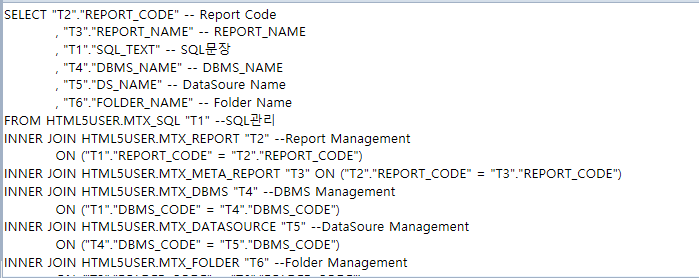 SELECT "T2"."REPORT_CODE" -- Report Code
, "T3"."REPORT_NAME" -- REPORT_NAME
, "T1"."SQL_TEXT" -- SQL문장
, "T4"."DBMS_NAME" -- DBMS_NAME
, "T5"."DS_NAME" -- DataSoure Name
, "T6"."FOLDER_NAME" -- Folder Name
FROM HTML5USER.MTX_SQL "T1" --SQL관리
INNER JOIN HTML5USER.MTX_REPORT "T2" --Report Management
ON ("T1"."REPORT_CODE" = "T2"."REPORT_CODE")
INNER JOIN HTML5USER.MTX_META_REPORT "T3" ON ("T2"."REPORT_CODE" = "T3"."REPORT_CODE")
INNER JOIN HTML5USER.MTX_DBMS "T4" --DBMS Management
ON ("T1"."DBMS_CODE" = "T4"."DBMS_CODE")
INNER JOIN HTML5USER.MTX_DATASOURCE "T5" --DataSoure Management
ON ("T4"."DBMS_CODE" = "T5"."DBMS_CODE")
INNER JOIN HTML5USER.MTX_FOLDER "T6" --Folder Management